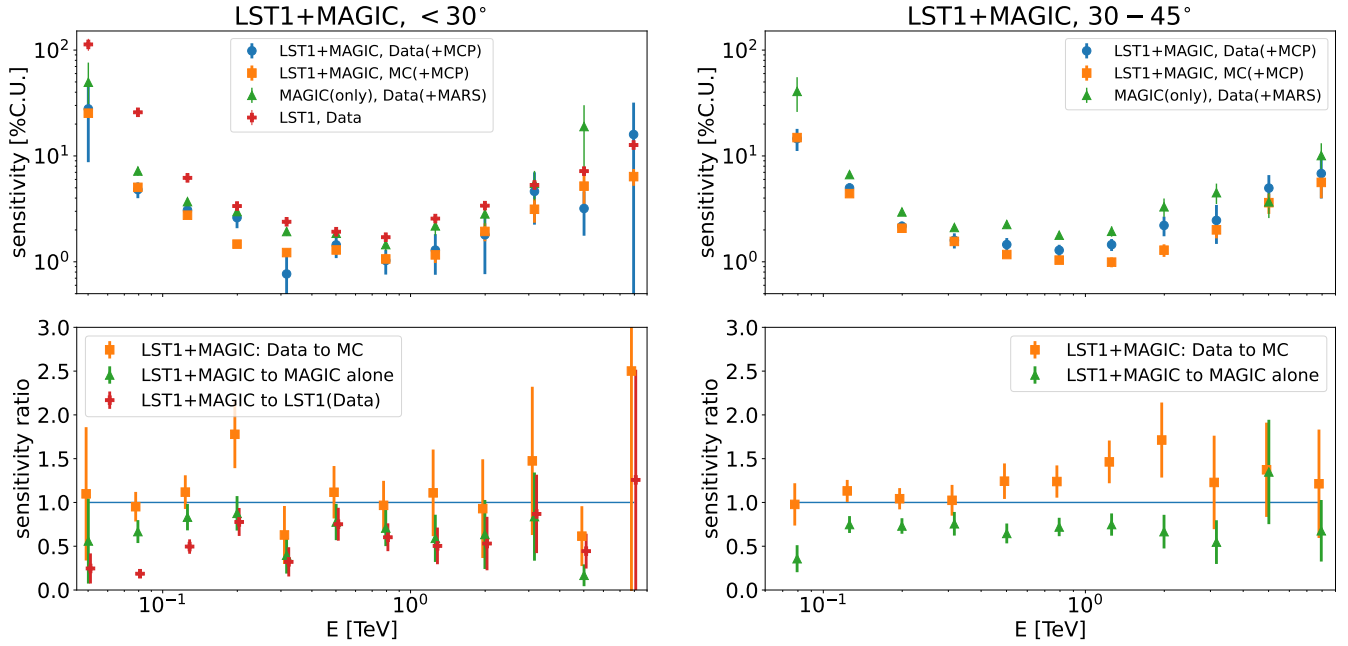 LST1+MAGIC, < 30°
sensitivity [%C.U.]
10²
10¹
10⁰
LST1+MAGIC, Data(+MCP)
LST1+MAGIC, MC(+MCP)
MAGIC(only), Data(+MARS)
LST1, Data
LST1+MAGIC, 30 − 45°
sensitivity [%C.U.]
10²
10¹
10⁰
LST1+MAGIC, Data(+MCP)
LST1+MAGIC, MC(+MCP)
MAGIC(only), Data(+MARS)
sensitivity ratio
3.0
2.5
2.0
1.5
1.0
0.5
0.0
LST1+MAGIC: Data to MC
LST1+MAGIC to MAGIC alone
LST1+MAGIC to LST1(Data)
10⁻¹
10⁰
E [TeV]
sensitivity ratio
3.0
2.5
2.0
1.5
1.0
0.5
0.0
LST1+MAGIC: Data to MC
LST1+MAGIC to MAGIC alone
10⁻¹
10⁰
E [TeV]